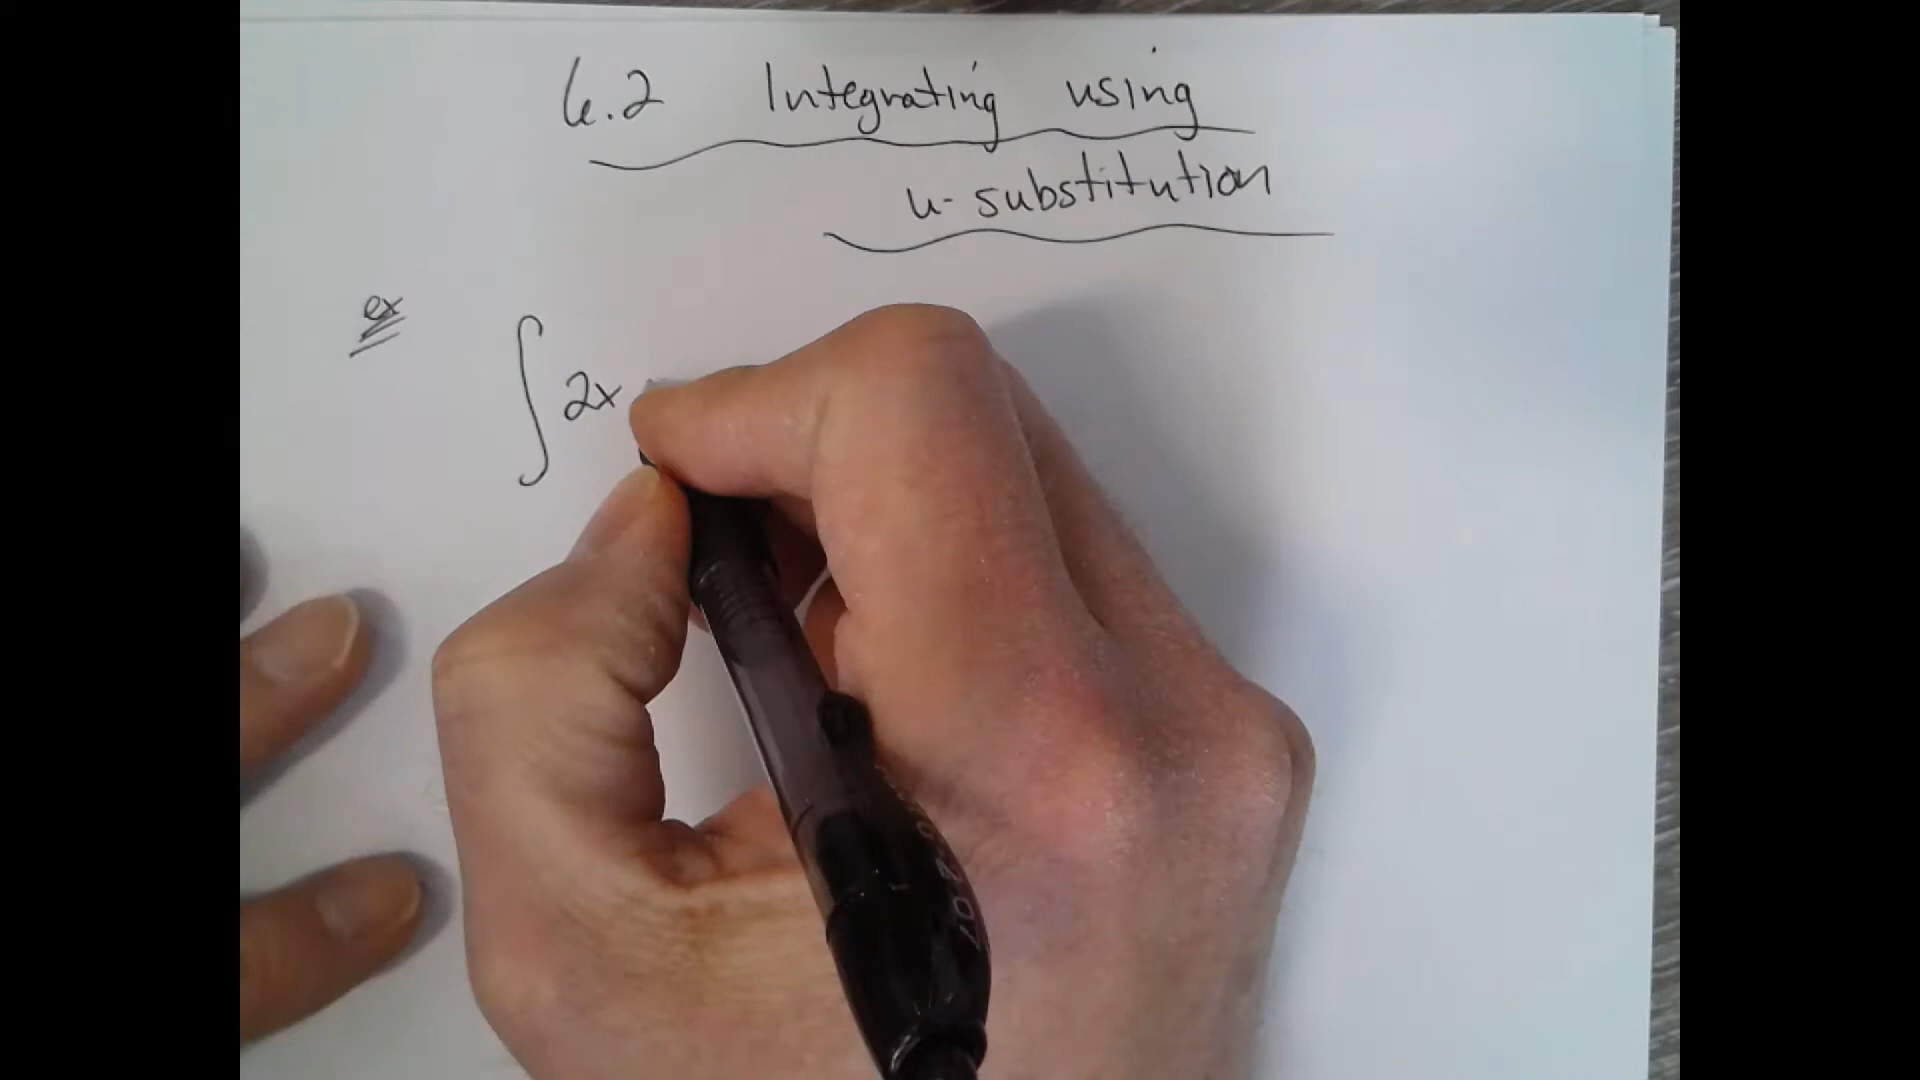 6.2 Integrating using
u-substitution
ex ∫ 2x